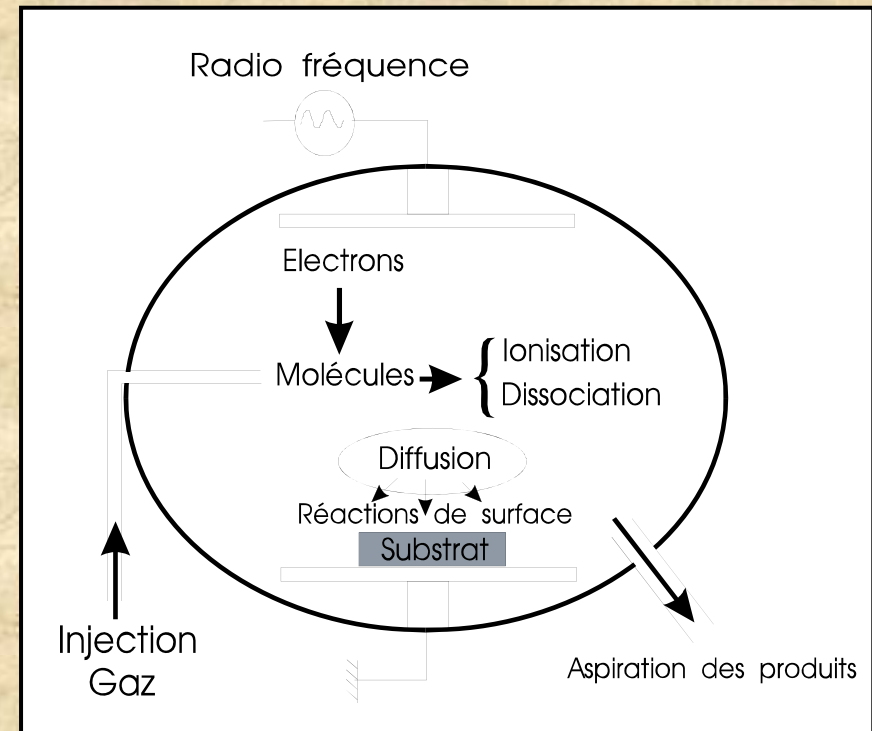 Radio fréquence
Electrons
Molécules
Ionisation
Dissociation
Diffusion
Réactions de surface
Substrat
Injection
Gaz
Aspiration des produits